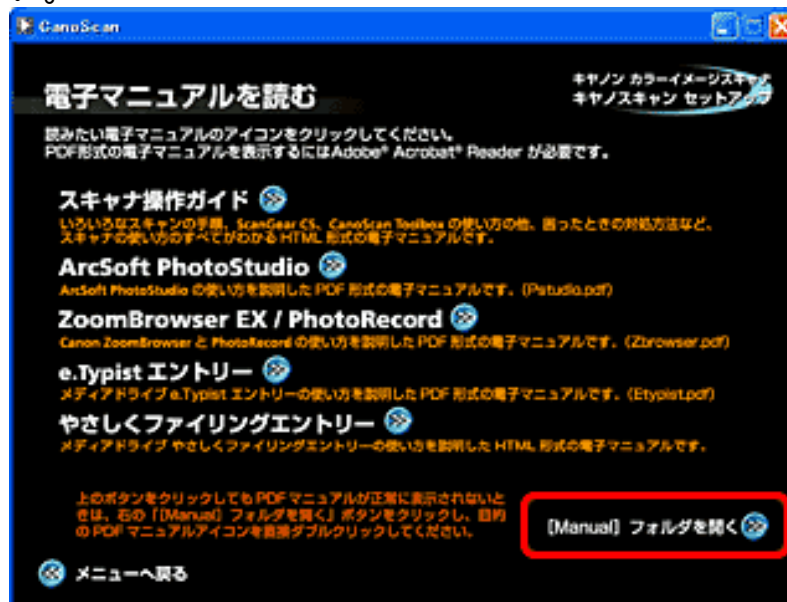 CanoScan
電子マニュアルを読む
キヤノン カラーイメージスキャナ
キヤノスキャン セットアップ
読みたい電子マニュアルのアイコンをクリックしてください。
PDF形式の電子マニュアルを表示するにはAdobe® Acrobat® Reader が必要です。
スキャナ操作ガイド
いろいろなスキャンの手順、ScanGear CS、CanoScan Toolbox の使い方の他、困ったときの対処方法など、
スキャナの使い方のすべてがわかる HTML 形式の電子マニュアルです。
ArcSoft PhotoStudio
ArcSoft PhotoStudio の使い方を説明した PDF 形式の電子マニュアルです。(Pstudio.pdf)
ZoomBrowser EX / PhotoRecord
Canon ZoomBrowser と PhotoRecord の使い方を説明した PDF 形式の電子マニュアルです。(Zbrowser.pdf)
e.Typist エントリー
メディアドライブ e.Typist エントリーの使い方を説明した PDF 形式の電子マニュアルです。(Etypist.pdf)
やさしくファイリングエントリー
メディアドライブ やさしくファイリングエントリーの使い方を説明した HTML 形式の電子マニュアルです。
上のボタンをクリックしても PDF マニュアルが正常に表示されないと
きは、右の「[Manual] フォルダを開く」ボタンをクリックし、目的
の PDF マニュアルアイコンを直接ダブルクリックしてください。
[Manual] フォルダを開く
メニューへ戻る